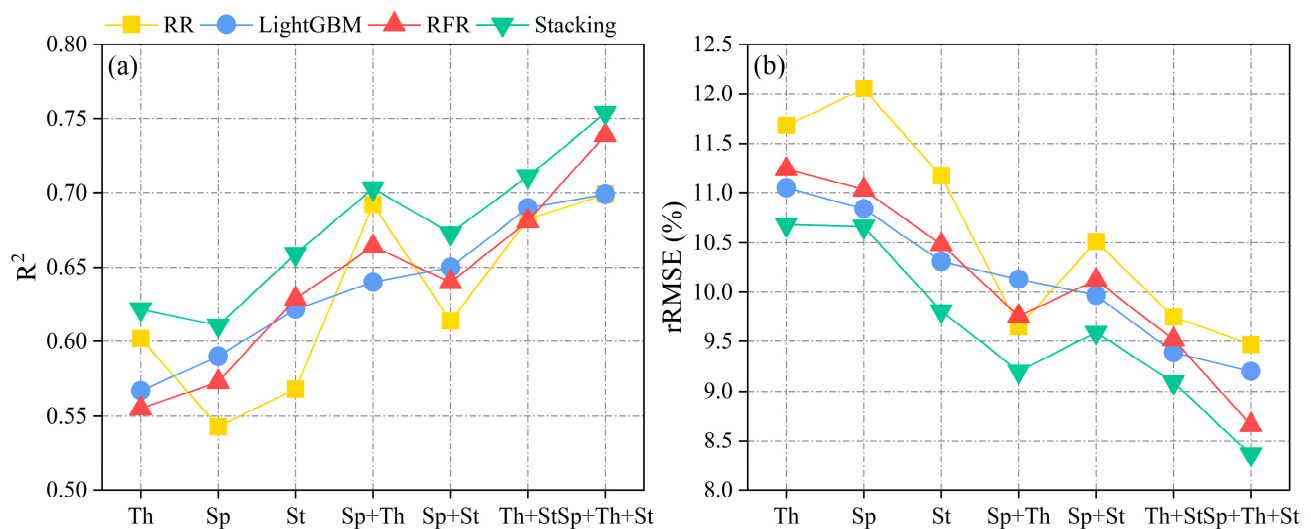 RR LightGBM RFR Stacking
(a)
R²
0.80
0.75
0.70
0.65
0.60
0.55
0.50
Th Sp St Sp+Th Sp+St Th+St Sp+Th+St
(b)
rRMSE (%)
12.5
12.0
11.5
11.0
10.5
10.0
9.5
9.0
8.5
8.0
Th Sp St Sp+Th Sp+St Th+St Sp+Th+St